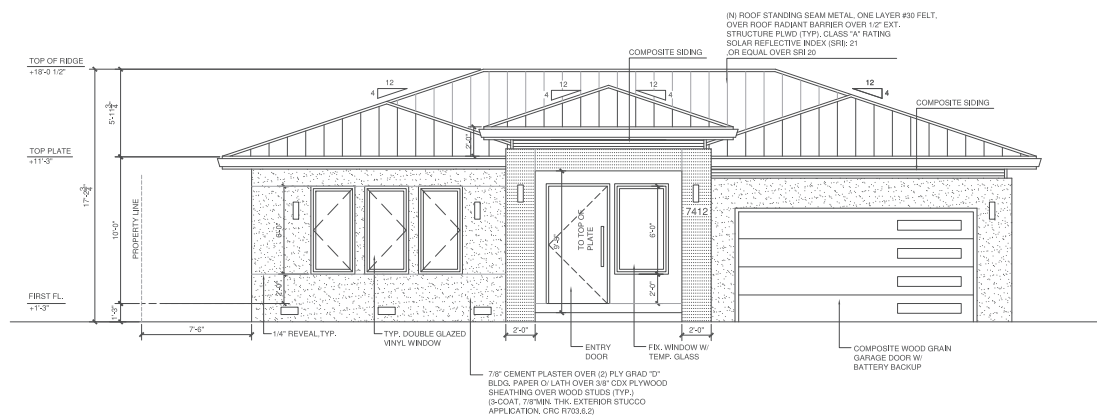 (N) ROOF STANDING SEAM METAL, ONE LAYER #30 FELT,
OVER ROOF RADIANT BARRIER OVER 1/2" EXT.
STRUCTURE PLWD (TYP). CLASS "A" RATING
SOLAR REFLECTIVE INDEX (SRI): 21
OR EQUAL OVER SRI 20
COMPOSITE SIDING
TOP OF RIDGE
+18'-0 1/2"
12
4
12
4
12
4
12
4
COMPOSITE SIDING
5'-11 3/4"
2'-0"
TOP PLATE
+11'-3"
17'-2 3/4"
10'-0"
PROPERTY LINE
6'-0"
2'-0"
TO TOP OF
PLATE
6'-0"
2'-0"
7412
FIRST FL.
+1'-3"
1'-3"
7'-6"
1/4" REVEAL,TYP.
TYP. DOUBLE GLAZED
VINYL WINDOW
2'-0"
ENTRY
DOOR
FIX. WINDOW W/
TEMP. GLASS
2'-0"
COMPOSITE WOOD GRAIN
GARAGE DOOR W/
BATTERY BACKUP
7/8" CEMENT PLASTER OVER (2) PLY GRAD "D"
BLDG. PAPER O/ LATH OVER 3/8" CDX PLYWOOD
SHEATHING OVER WOOD STUDS (TYP.)
(3-COAT, 7/8"MIN. THK. EXTERIOR STUCCO
APPLICATION. CRC R703.6.2)